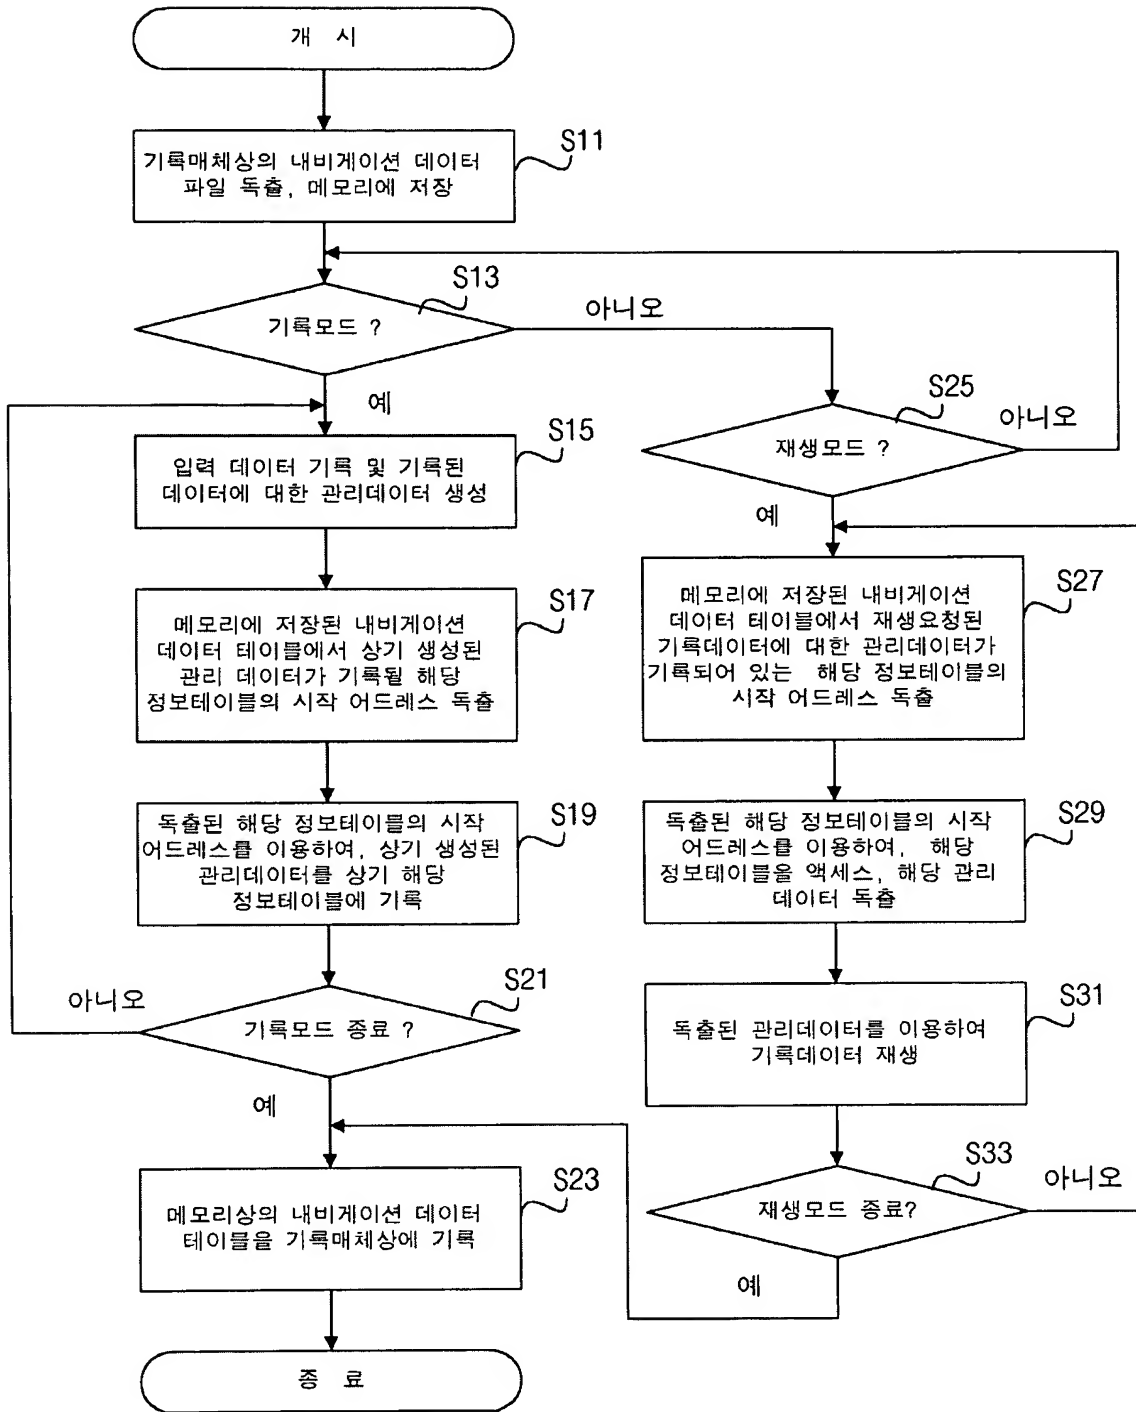 개 시
S11
기록매체상의 내비게이션 데이터
파일 독출, 메모리에 저장
S13
기록모드 ?
아니오
예
S15
입력 데이터 기록 및 기록된
데이터에 대한 관리데이터 생성
S17
메모리에 저장된 내비게이션
데이터 테이블에서 상기 생성된
관리 데이터가 기록될 해당
정보테이블의 시작 어드레스 독출
S19
독출된 해당 정보테이블의 시작
어드레스를 이용하여, 상기 생성된
관리데이터를 상기 해당
정보테이블에 기록
S21
아니오
기록모드 종료 ?
예
S23
메모리상의 내비게이션 데이터
테이블을 기록매체상에 기록
종 료
S25
재생모드 ?
아니오
예
S27
메모리에 저장된 내비게이션
데이터 테이블에서 재생요청된
기록데이터에 대한 관리데이터가
기록되어 있는 해당 정보테이블의
시작 어드레스 독출
S29
독출된 해당 정보테이블의 시작
어드레스를 이용하여, 해당
정보테이블을 액세스, 해당 관리
데이터 독출
S31
독출된 관리데이터를 이용하여
기록데이터 재생
S33
재생모드 종료?
아니오
예